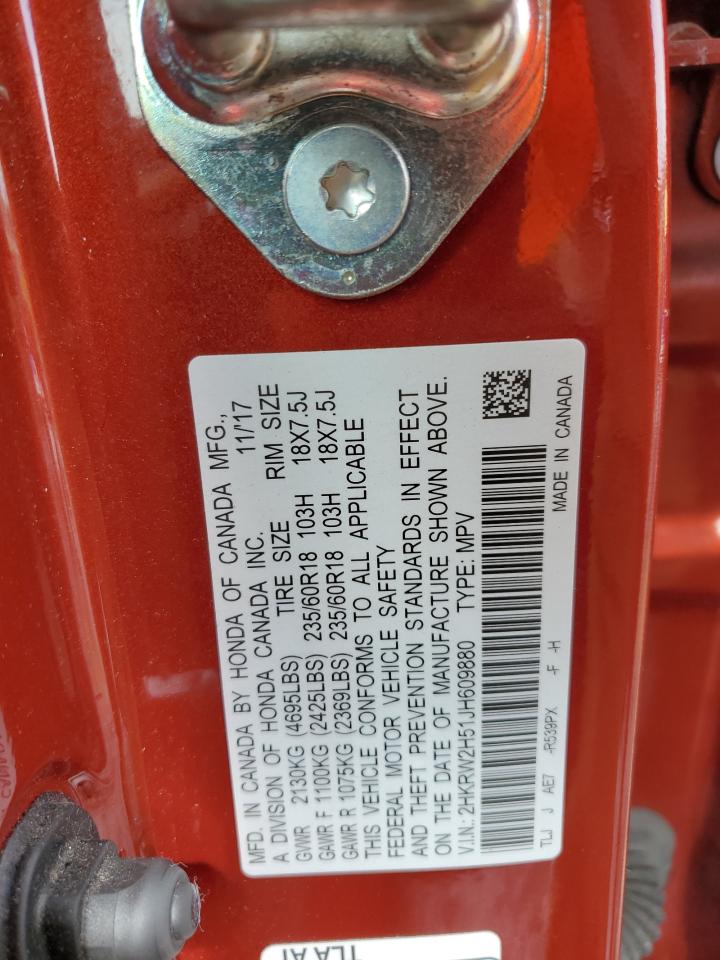 MFD. IN CANADA BY HONDA OF CANADA MFG.,
A DIVISION OF HONDA CANADA INC. 11/17
TIRE SIZE RIM SIZE
GVWR 2130KG (4695LBS)
GAWR F 1100KG (2425LBS) 235/60R18 103H 18X7.5J
GAWR R 1075KG (2369LBS) 235/60R18 103H 18X7.5J
THIS VEHICLE CONFORMS TO ALL APPLICABLE
FEDERAL MOTOR VEHICLE SAFETY
AND THEFT PREVENTION STANDARDS IN EFFECT
ON THE DATE OF MANUFACTURE SHOWN ABOVE.
V.I.N.: 2HKRW2H51JH609880 TYPE: MPV
TLJ J AE7 -R539PX -F -H
MADE IN CANADA